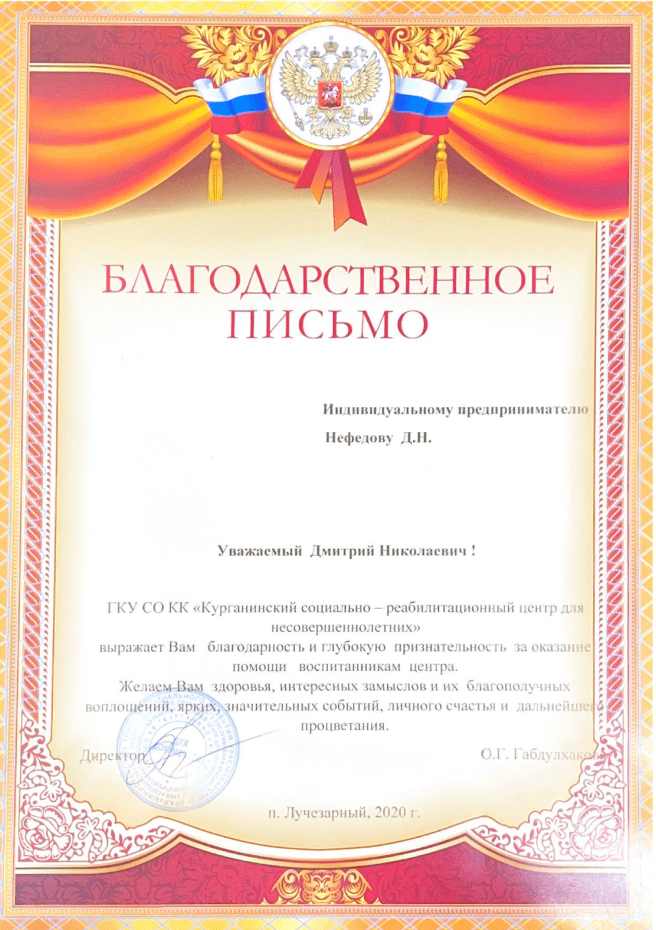 БЛАГОДАРСТВЕННОЕ
ПИСЬМО
Индивидуальному предпринимателю
Нефедову Д.Н.
Уважаемый Дмитрий Николаевич !
ГКУ СО КК «Курганинский социально – реабилитационный центр для
несовершеннолетних»
выражает Вам благодарность и глубокую признательность за оказание
помощи воспитанникам центра.
Желаем Вам здоровья, интересных замыслов и их благополучных
воплощений, ярких, значительных событий, личного счастья и дальнейшего
процветания.
Директор О.Г.
п. Лучезарный, 2020 г.